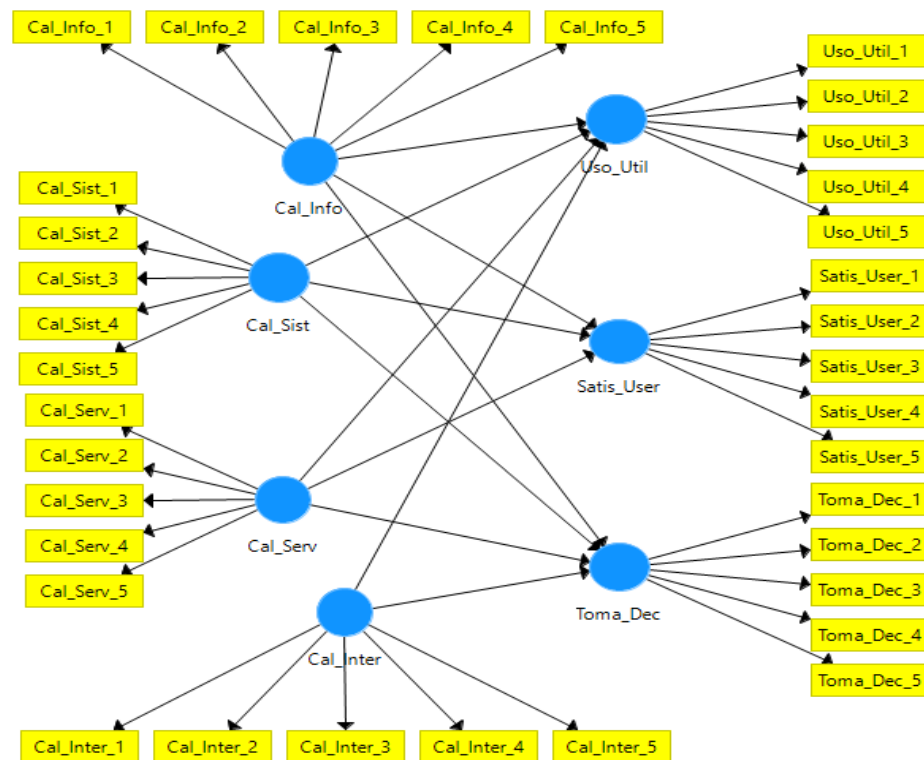 Cal_Info_1
Cal_Info_2
Cal_Info_3
Cal_Info_4
Cal_Info_5
Uso_Util_1
Uso_Util_2
Uso_Util_3
Uso_Util_4
Uso_Util_5
Uso_Util
Cal_Info
Cal_Sist_1
Cal_Sist_2
Cal_Sist_3
Cal_Sist_4
Cal_Sist_5
Cal_Sist
Satis_User_1
Satis_User_2
Satis_User_3
Satis_User_4
Satis_User_5
Satis_User
Cal_Serv_1
Cal_Serv_2
Cal_Serv_3
Cal_Serv_4
Cal_Serv_5
Cal_Serv
Toma_Dec_1
Toma_Dec_2
Toma_Dec_3
Toma_Dec_4
Toma_Dec_5
Toma_Dec
Cal_Inter
Cal_Inter_1
Cal_Inter_2
Cal_Inter_3
Cal_Inter_4
Cal_Inter_5